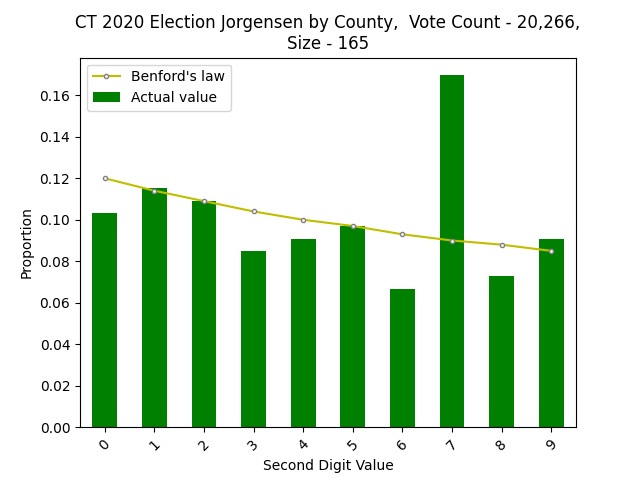 CT 2020 Election Jorgensen by County,  Vote Count - 20,266,
Size - 165
Benford's law
Actual value
Proportion
0.16
0.14
0.12
0.10
0.08
0.06
0.04
0.02
0.00
0 1 2 3 4 5 6 7 8 9
Second Digit Value